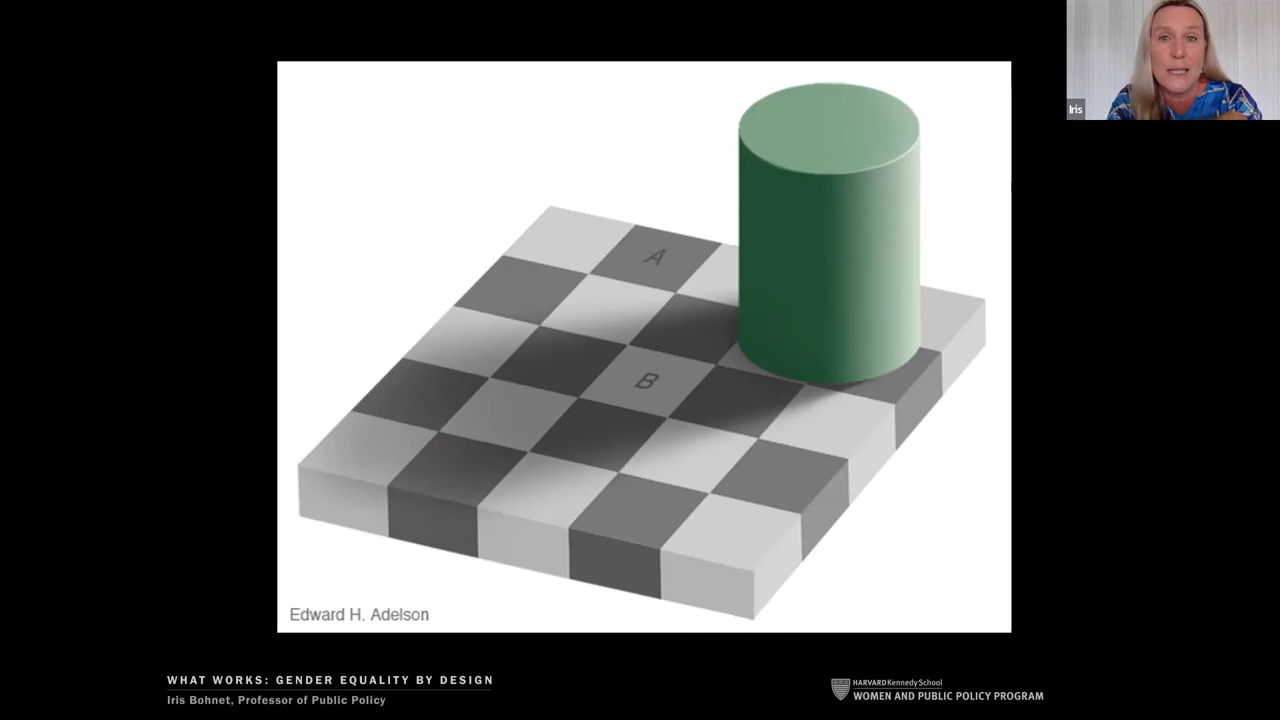 Iris
A
B
Edward H. Adelson
WHAT WORKS: GENDER EQUALITY BY DESIGN
Iris Bohnet, Professor of Public Policy
HARVARD Kennedy School
WOMEN AND PUBLIC POLICY PROGRAM